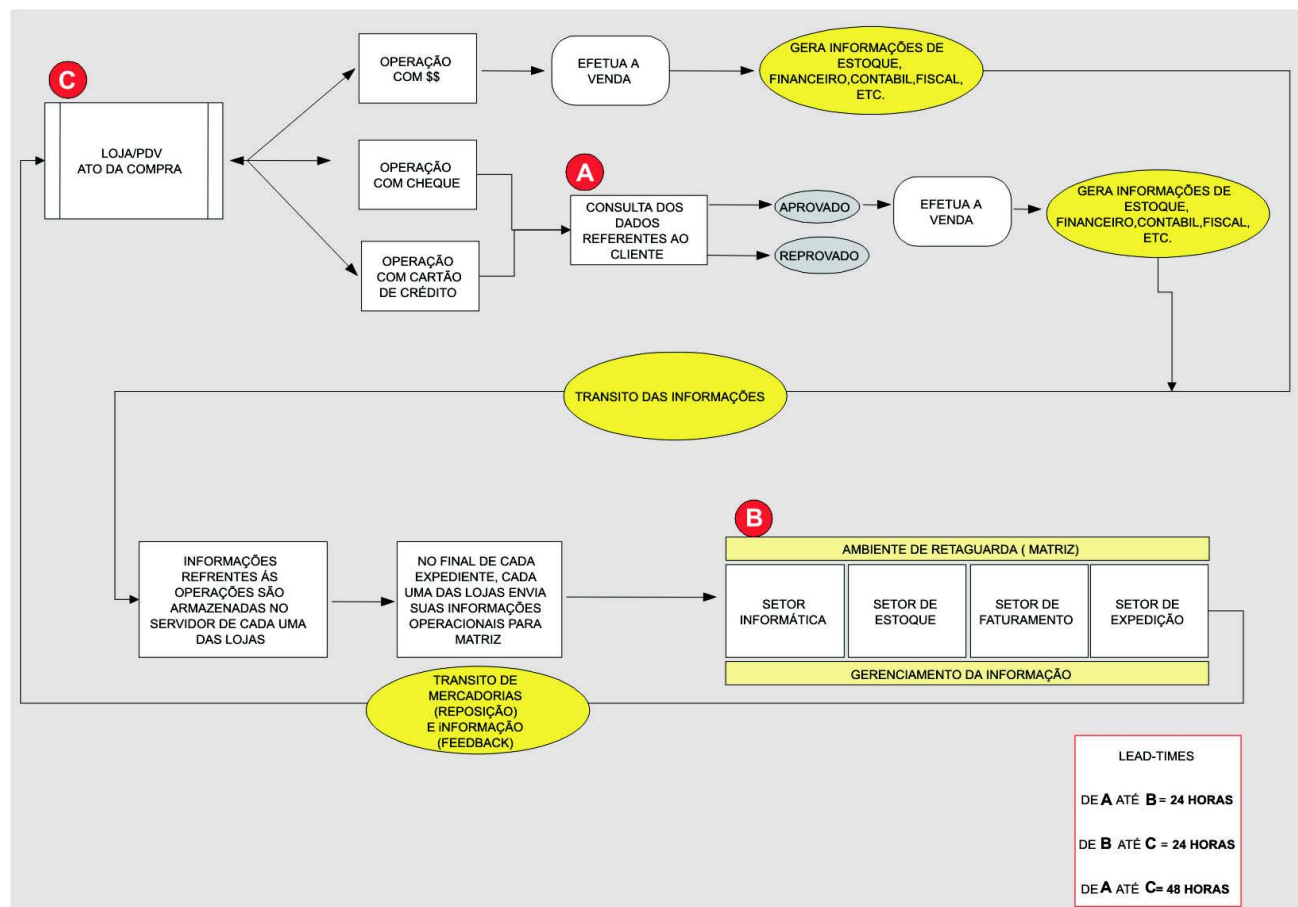 C
LOJA/PDV
ATO DA COMPRA
OPERAÇÃO
COM $$
EFETUA A
VENDA
GERA INFORMAÇÕES DE
ESTOQUE,
FINANCEIRO,CONTABIL,FISCAL,
ETC.
OPERAÇÃO
COM CHEQUE
OPERAÇÃO
COM CARTÃO
DE CRÉDITO
A
CONSULTA DOS
DADOS
REFERENTES AO
CLIENTE
APROVADO
REPROVADO
EFETUA A
VENDA
GERA INFORMAÇÕES DE
ESTOQUE,
FINANCEIRO,CONTABIL,FISCAL,
ETC.
TRANSITO DAS INFORMAÇÕES
INFORMAÇÕES
REFRENTES ÁS
OPERAÇÕES SÃO
ARMAZENADAS NO
SERVIDOR DE CADA UMA
DAS LOJAS
NO FINAL DE CADA
EXPEDIENTE, CADA
UMA DAS LOJAS ENVIA
SUAS INFORMAÇÕES
OPERACIONAIS PARA
MATRIZ
B
AMBIENTE DE RETAGUARDA ( MATRIZ)
SETOR
INFORMÁTICA
SETOR DE
ESTOQUE
SETOR DE
FATURAMENTO
SETOR DE
EXPEDIÇÃO
GERENCIAMENTO DA INFORMAÇÃO
TRANSITO DE
MERCADORIAS
(REPOSIÇÃO)
E iNFORMAÇÃO
(FEEDBACK)
LEAD-TIMES
DE A ATÉ B = 24 HORAS
DE B ATÉ C = 24 HORAS
DE A ATÉ C= 48 HORAS